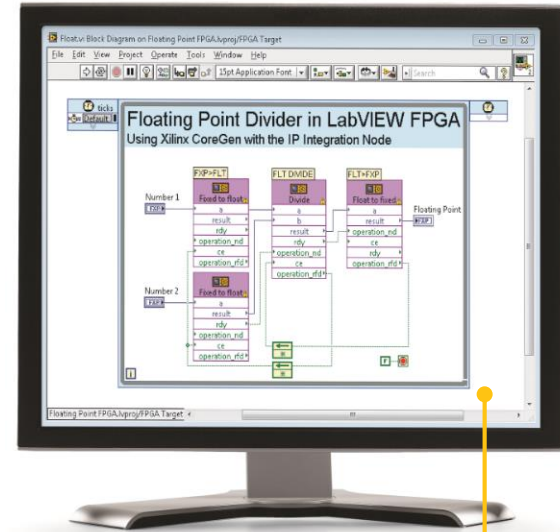 Float.vi Block Diagram on Floating Point FPGA.lvproj/FPGA Target
File Edit View Project Operate Tools Window Help
15pt Application Font
Search
ticks
Default
Floating Point Divider in LabVIEW FPGA
Using Xilinx CoreGen with the IP Integration Node
FXP>FLT
FLT DIVIDE
FLT>FXP
Number 1
FXP
Fixed to float
a
result
rdy
operation_nd
ce
operation_rfd
Divide
a
b
result
rdy
operation_nd
ce
operation_rfd
Float to fixed
a
result
rdy
operation_nd
ce
operation_rfd
Floating Point
FXP
Number 2
FXP
Fixed to float
a
result
rdy
operation_nd
ce
operation_rfd
F
i
Floating Point FPGA.lvproj/FPGA Target